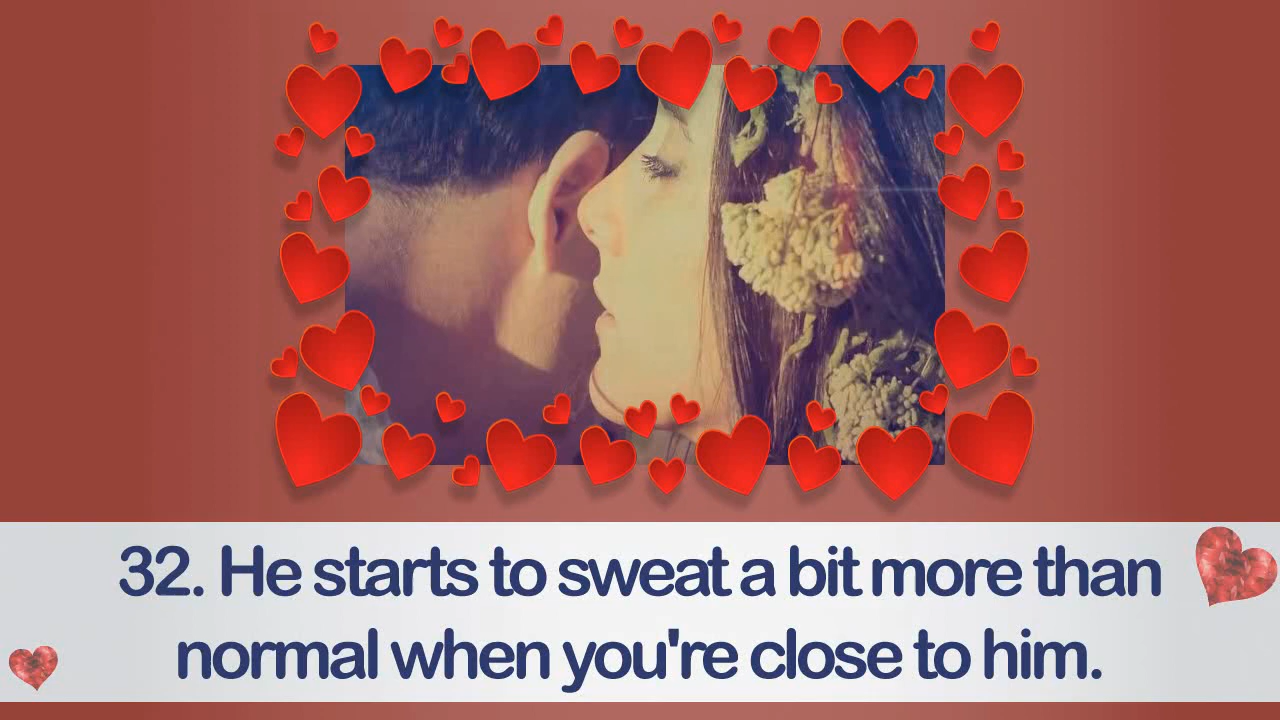 32. He starts to sweat a bit more than
normal when you're close to him.